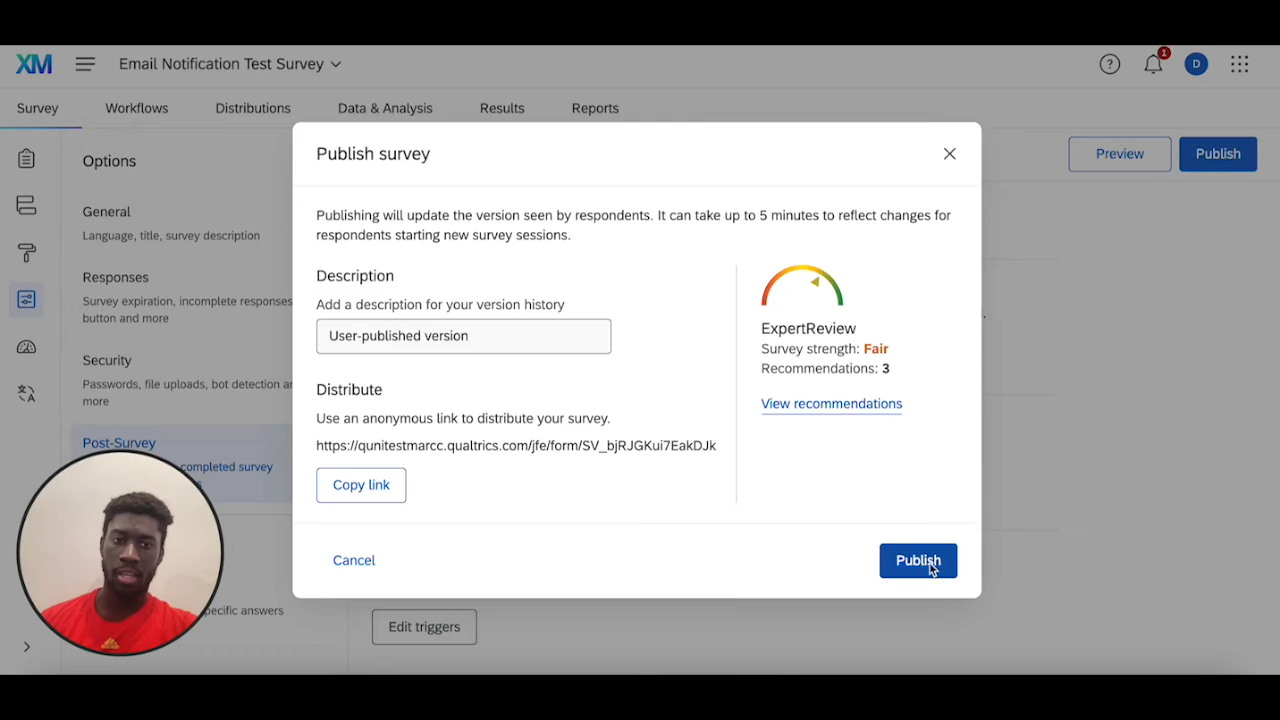 XM
Email Notification Test Survey
?
1
D
Survey
Workflows
Distributions
Data & Analysis
Results
Reports
Options
Preview
Publish
General
Language, title, survey description
Responses
Survey expiration, incomplete responses
button and more
Security
Passwords, file uploads, bot detection
more
Post-Survey
completed survey
pecific answers
Edit triggers
Publish survey
Publishing will update the version seen by respondents. It can take up to 5 minutes to reflect changes for
respondents starting new survey sessions.
Description
Add a description for your version history
User-published version
Distribute
Use an anonymous link to distribute your survey.
https://qunitestmarcc.qualtrics.com/jfe/form/SV_bjRJGKui7EakDJk
Copy link
ExpertReview
Survey strength: Fair
Recommendations: 3
View recommendations
Cancel
Publish